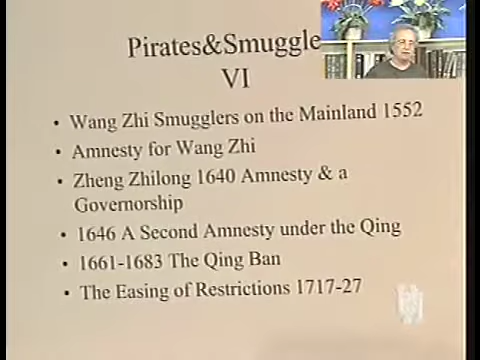 Pirates&Smuggle
VI
• Wang Zhi Smugglers on the Mainland 1552
• Amnesty for Wang Zhi
• Zheng Zhilong 1640 Amnesty & a
Governorship
• 1646 A Second Amnesty under the Qing
• 1661-1683 The Qing Ban
• The Easing of Restrictions 1717-27